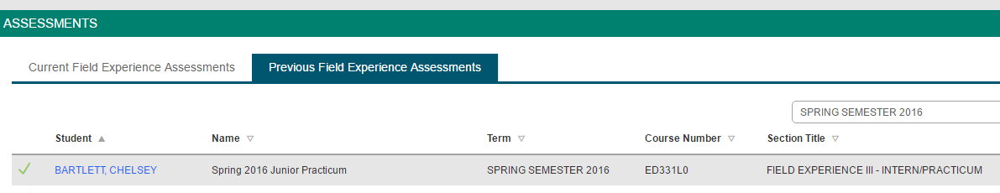 ASSESSMENTS
Current Field Experience Assessments Previous Field Experience Assessments
SPRING SEMESTER 2016
Student Name Term Course Number Section Title
BARTLETT, CHELSEY Spring 2016 Junior Practicum SPRING SEMESTER 2016 ED331L0 FIELD EXPERIENCE III - INTERN/PRACTICUM